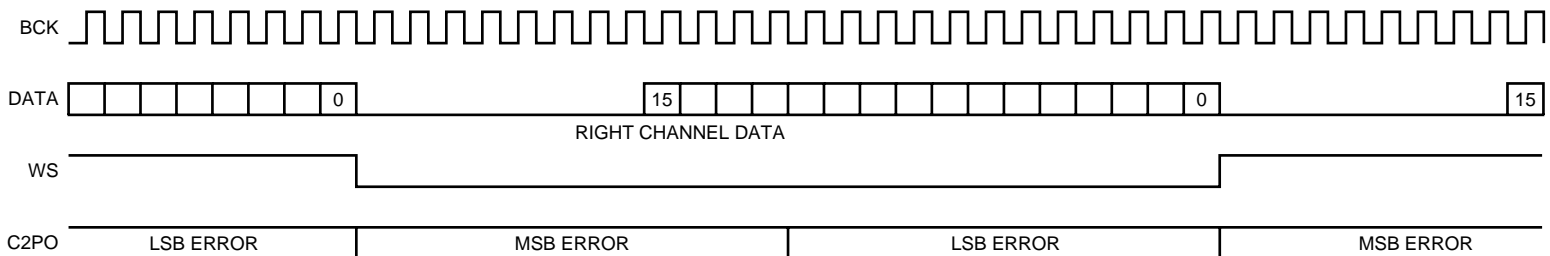 BCK
DATA 0 15 0 15
RIGHT CHANNEL DATA
WS
C2PO LSB ERROR MSB ERROR LSB ERROR MSB ERROR